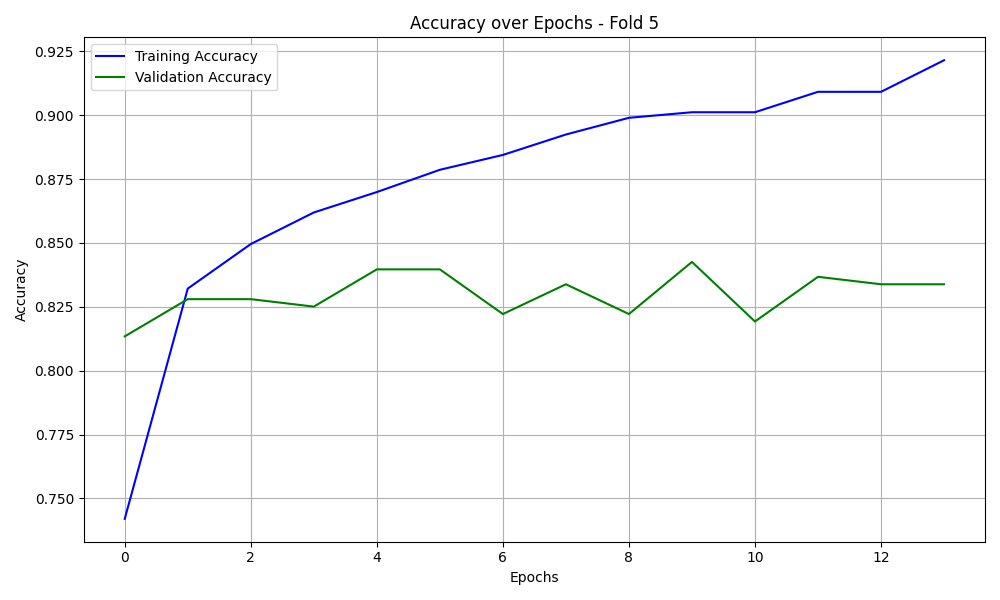 Accuracy over Epochs - Fold 5
Training Accuracy
Validation Accuracy
0.925
0.900
0.875
0.850
0.825
0.800
0.775
0.750
Accuracy
0 2 4 6 8 10 12
Epochs